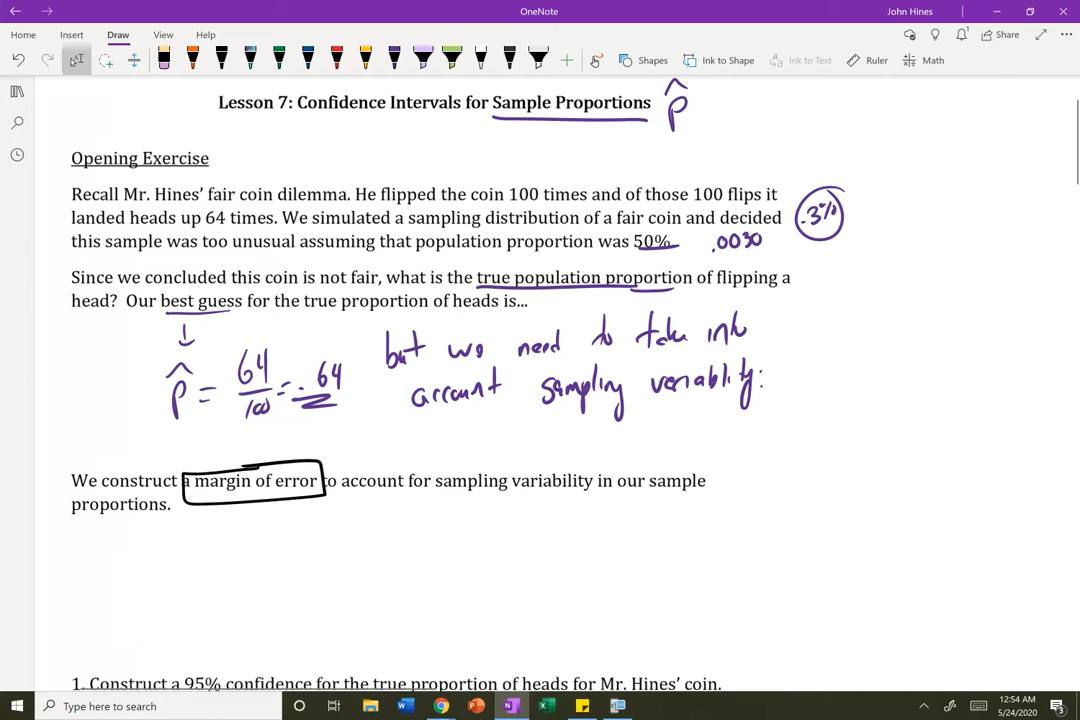 OneNote
John Hines
Home Insert Draw View Help
Share
Shapes Ink to Shape Ink to Text Ruler Math
Lesson 7: Confidence Intervals for Sample Proportions p̂
Opening Exercise
Recall Mr. Hines' fair coin dilemma. He flipped the coin 100 times and of those 100 flips it
landed heads up 64 times. We simulated a sampling distribution of a fair coin and decided .3%
this sample was too unusual assuming that population proportion was 50%. .0030
Since we concluded this coin is not fair, what is the true population proportion of flipping a
head? Our best guess for the true proportion of heads is...
↓
p̂ = 64/100 = .64
but we need to take into
account sampling variablity:
We construct a margin of error to account for sampling variability in our sample
proportions.
1. Construct a 95% confidence for the true proportion of heads for Mr. Hines' coin.
Type here to search
12:54 AM
5/24/2020
3